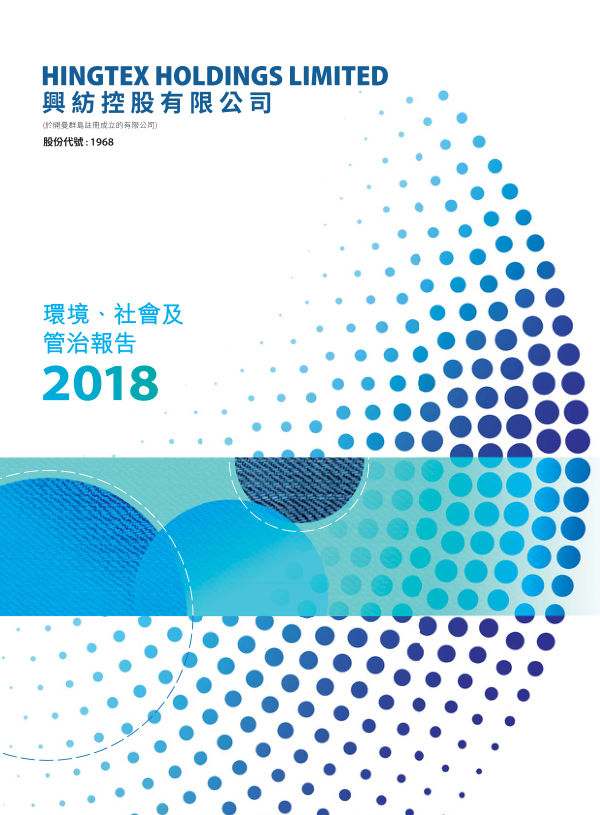 HINGTEX HOLDINGS LIMITED
興紡控股有限公司
(於開曼群島註冊成立的有限公司)
股份代號 : 1968
環境、社會及
管治報告
2018